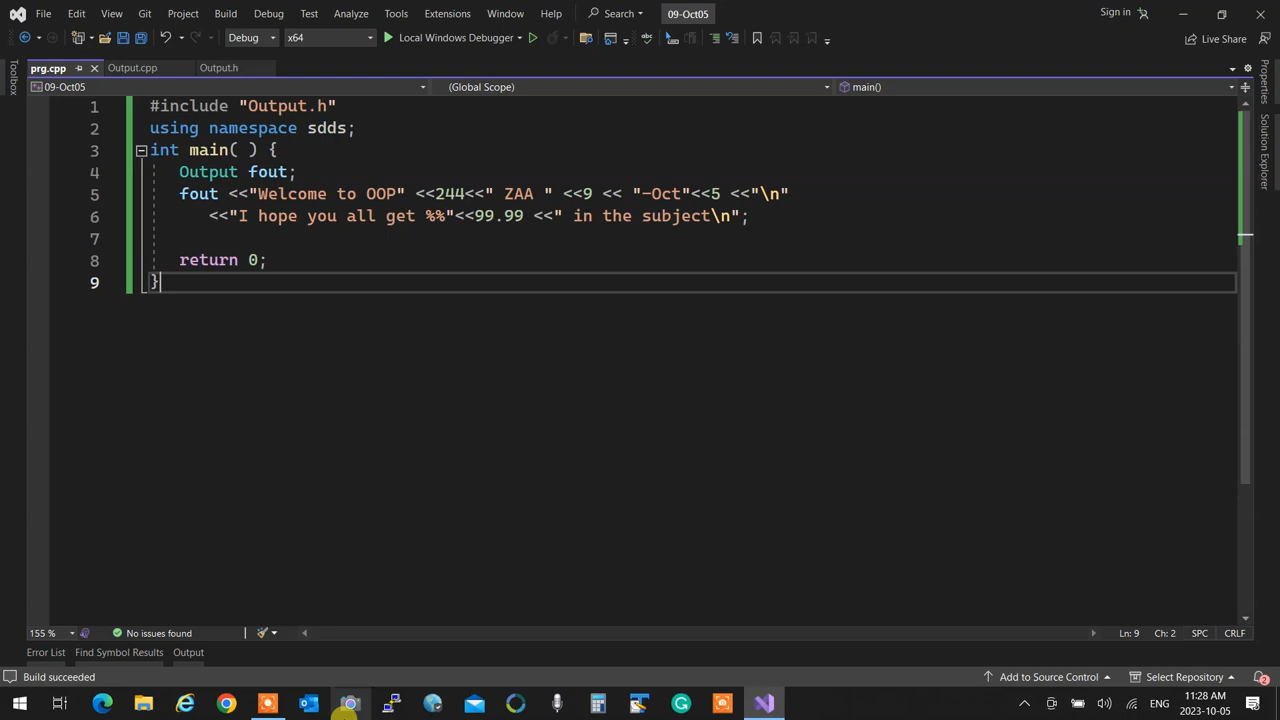 File Edit View Git Project Build Debug Test Analyze Tools Extensions Window Help Search 09-Oct05 Sign in
Debug x64 Local Windows Debugger Live Share
prg.cpp Output.cpp Output.h
09-Oct05 (Global Scope) main()
Toolbox
Properties
Solution Explorer
1 #include "Output.h"
2 using namespace sdds;
3 int main( ) {
4 Output fout;
5 fout <<"Welcome to OOP" <<244<<" ZAA " <<9 << "-Oct"<<5 <<"\n"
6 <<"I hope you all get %%"<<99.99 <<" in the subject\n";
7
8 return 0;
9 }
155 % No issues found Ln: 9 Ch: 2 SPC CRLF
Error List Find Symbol Results Output
Build succeeded Add to Source Control Select Repository 2
ENG 11:28 AM
2023-10-05